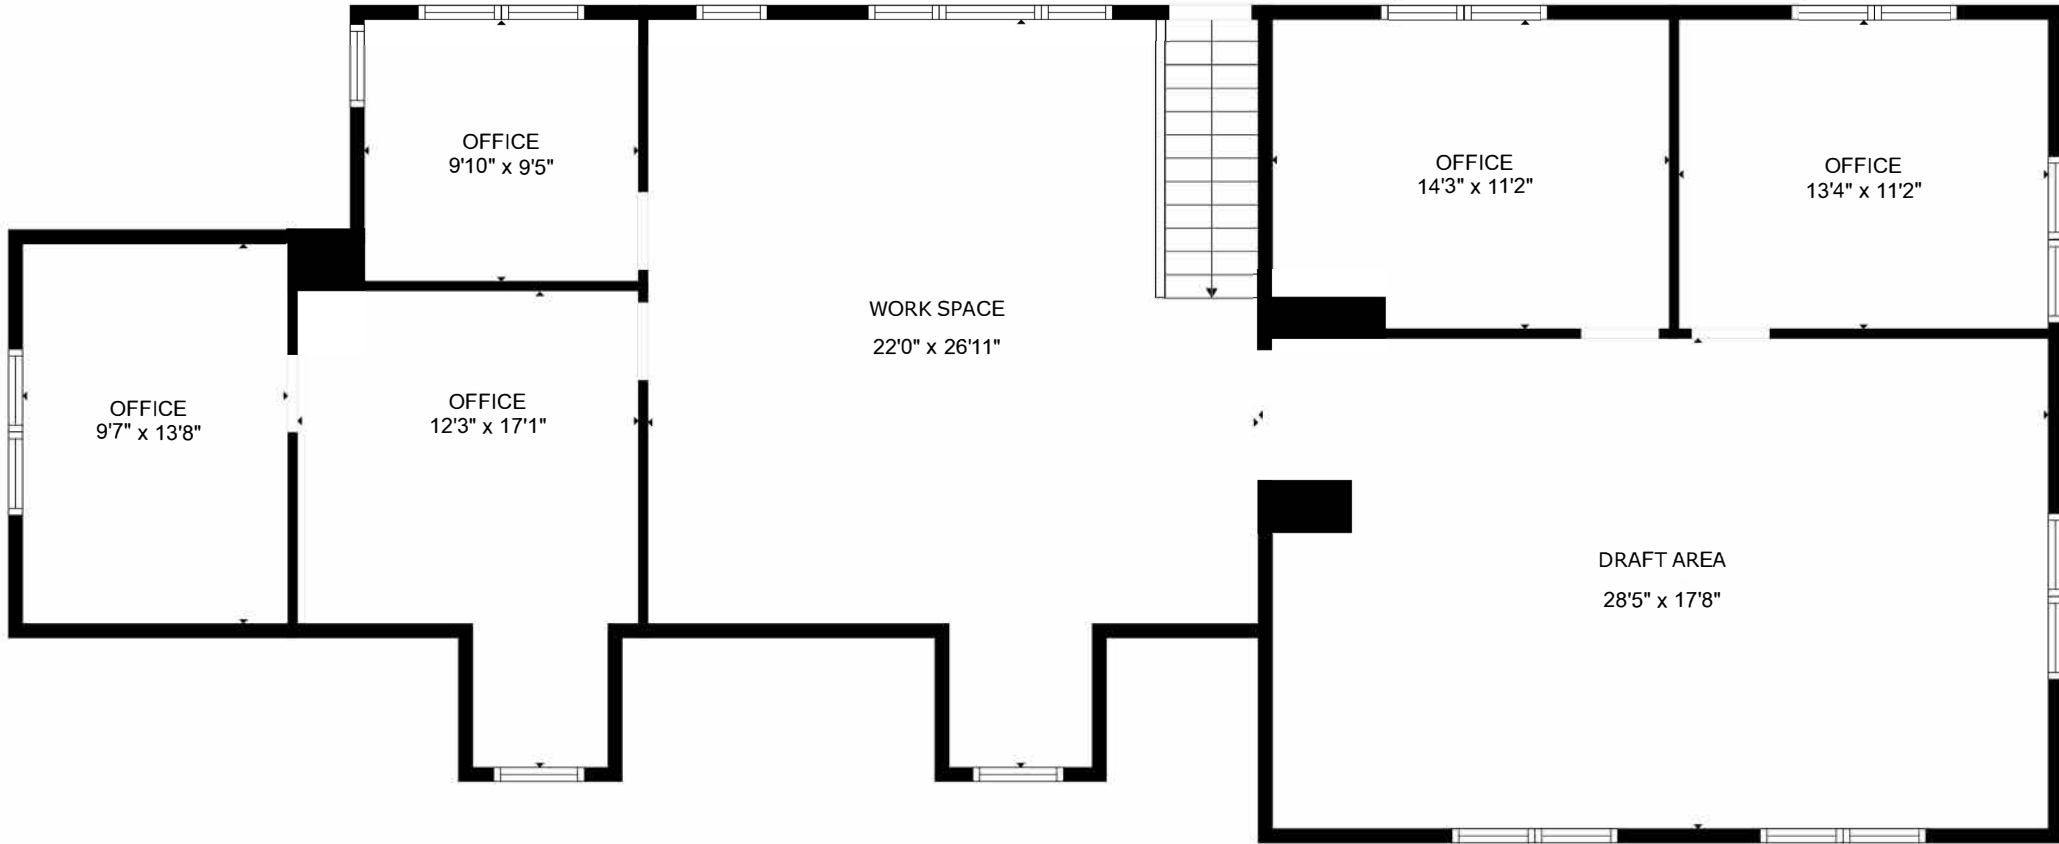 OFFICE
9'10" x 9'5"
OFFICE
14'3" x 11'2"
OFFICE
13'4" x 11'2"
WORK SPACE
22'0" x 26'11"
OFFICE
9'7" x 13'8"
OFFICE
12'3" x 17'1"
DRAFT AREA
28'5" x 17'8"